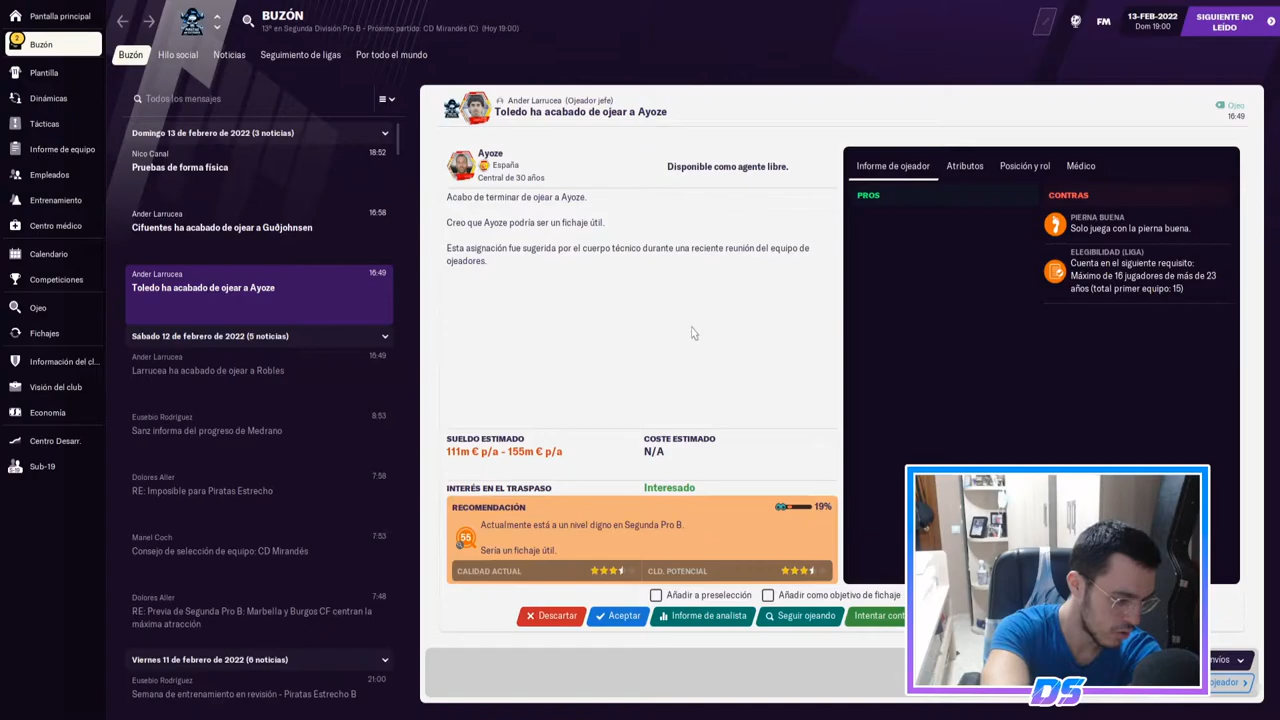 Pantalla principal
2
Buzón
Plantilla
Dinámicas
Tácticas
Informe de equipo
Empleados
Entrenamiento
Centro médico
Calendario
Competiciones
Ojeo
Fichajes
Información del cl...
Visión del club
Economía
Centro Desarr.
Sub-19
BUZÓN
13º en Segunda División Pro B - Próximo partido: CD Mirandés (C) (Hoy 19:00)
FM
13-FEB-2022
Dom 19:00
SIGUIENTE NO LEÍDO
Buzón
Hilo social
Noticias
Seguimiento de ligas
Por todo el mundo
Todos los mensajes
Domingo 13 de febrero de 2022 (3 noticias)
Nico Canal 18:52
Pruebas de forma física
Ander Larrucea 16:58
Cifuentes ha acabado de ojear a Guðjohnsen
Ander Larrucea 16:49
Toledo ha acabado de ojear a Ayoze
Sábado 12 de febrero de 2022 (5 noticias)
Ander Larrucea 16:49
Larrucea ha acabado de ojear a Robles
Eusebio Rodríguez 8:53
Sanz informa del progreso de Medrano
Dolores Aller 7:58
RE: Imposible para Piratas Estrecho
Manel Coch 7:53
Consejo de selección de equipo: CD Mirandés
Dolores Aller 7:48
RE: Previa de Segunda Pro B: Marbella y Burgos CF centran la
máxima atracción
Viernes 11 de febrero de 2022 (6 noticias)
Eusebio Rodríguez 21:00
Semana de entrenamiento en revisión - Piratas Estrecho B
Ander Larrucea (Ojeador jefe)
Toledo ha acabado de ojear a Ayoze
Ojeo
16:49
Ayoze
España
Central de 30 años
Disponible como agente libre.
Acabo de terminar de ojear a Ayoze.
Creo que Ayoze podría ser un fichaje útil.
Esta asignación fue sugerida por el cuerpo técnico durante una reciente reunión del equipo de
ojeadores.
SUELDO ESTIMADO
111m € p/a - 155m € p/a
COSTE ESTIMADO
N/A
INTERÉS EN EL TRASPASO
Interesado
RECOMENDACIÓN
19%
55
Actualmente está a un nivel digno en Segunda Pro B.
Sería un fichaje útil.
CALIDAD ACTUAL
CLD. POTENCIAL
Añadir a preselección
Añadir como objetivo de fichaje
Descartar
Aceptar
Informe de analista
Seguir ojeando
Intentar cont
Informe de ojeador
Atributos
Posición y rol
Médico
PROS
CONTRAS
PIERNA BUENA
Solo juega con la pierna buena.
ELEGIBILIDAD (LIGA)
Cuenta en el siguiente requisito:
Máximo de 16 jugadores de más de 23
años (total primer equipo: 15)
nvíos
ojeador
DS